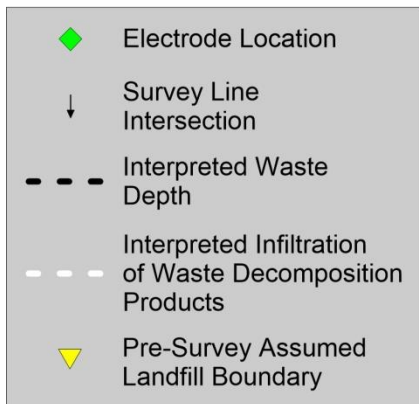 Electrode Location
Survey Line
Intersection
Interpreted Waste
Depth
Interpreted Infiltration
of Waste Decomposition
Products
Pre-Survey Assumed
Landfill Boundary